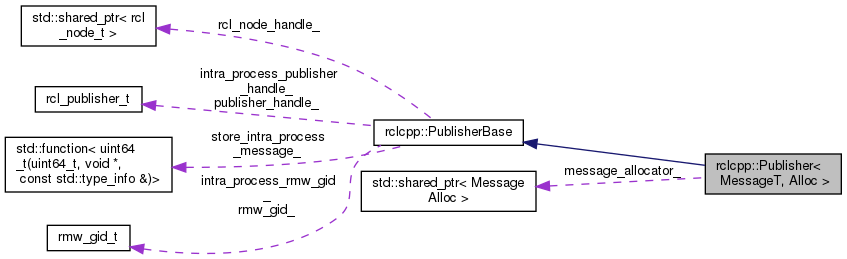 std::shared_ptr< rcl
_node_t >
rcl_node_handle_
intra_process_publisher
_handle_
publisher_handle_
rcl_publisher_t
rclcpp::PublisherBase
store_intra_process
_message_
std::function< uint64
_t(uint64_t, void *,
const std::type_info &)>
intra_process_rmw_gid
_
rmw_gid_
rmw_gid_t
std::shared_ptr< Message
Alloc >
message_allocator_
rclcpp::Publisher<
MessageT, Alloc >